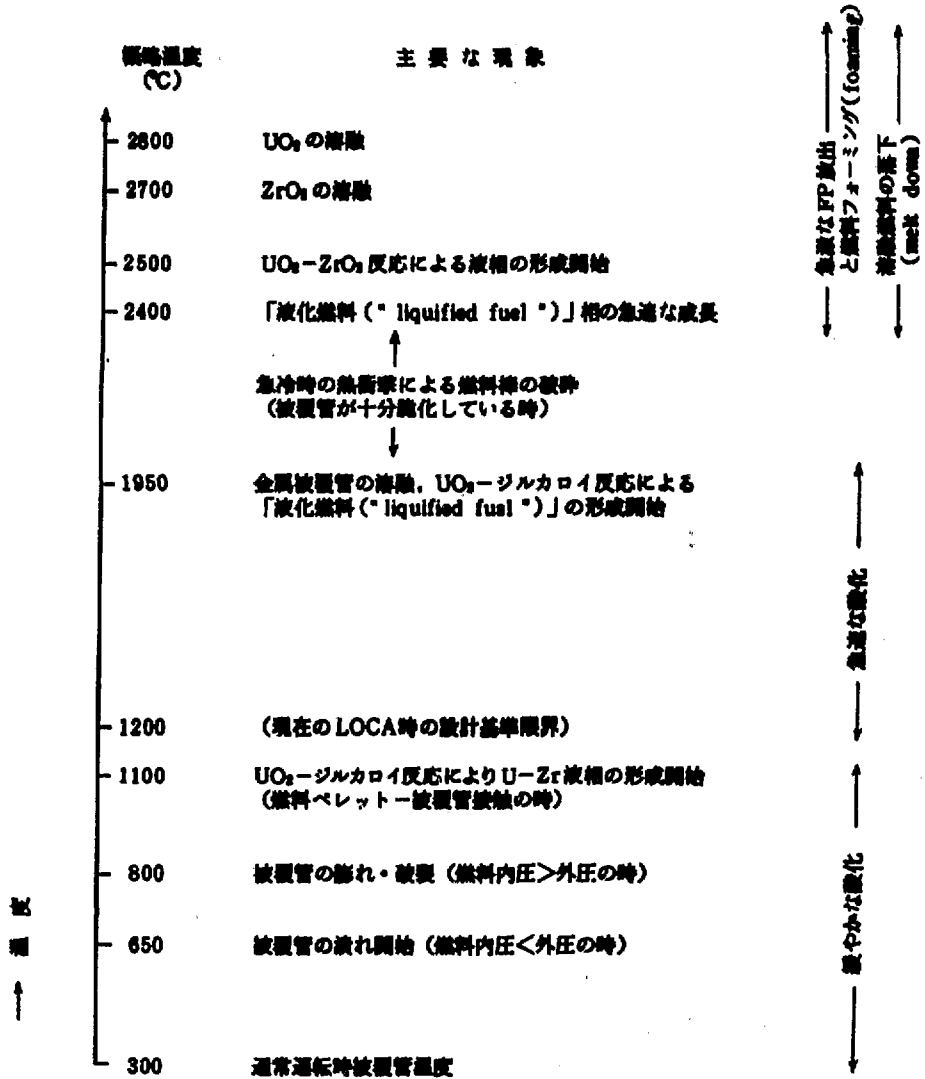 概略温度
(℃)
主要な現象
2800 UO₂の溶融
2700 ZrO₂の溶融
2500 UO₂-ZrO₂反応による液相の形成開始
2400 「液化燃料("liquified fuel")」相の急速な成長
急冷時の熱衝撃による燃料棒の破砕
(被覆管が十分脆化している時)
1950 金属被覆管の溶融, UO₂-ジルカロイ反応による
「液化燃料("liquified fuel")」の形成開始
1200 (現在のLOCA時の設計基準限界)
1100 UO₂-ジルカロイ反応によりU-Zr液相の形成開始
(燃料ペレット-被覆管接触の時)
800 被覆管の膨れ・破裂(燃料内圧>外圧の時)
650 被覆管の潰れ開始(燃料内圧<外圧の時)
300 通常運転時被覆管温度
→ 温度
急激なFP放出
と燃料フォーミング(foaming)
溶融燃料の落下
(melt down)
急速な酸化
緩やかな酸化